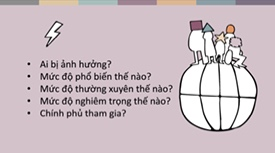 • Ai bị ảnh hưởng?
• Mức độ phổ biến thế nào?
• Mức độ thường xuyên thế nào?
• Mức độ nghiêm trọng thế nào?
• Chính phủ tham gia?